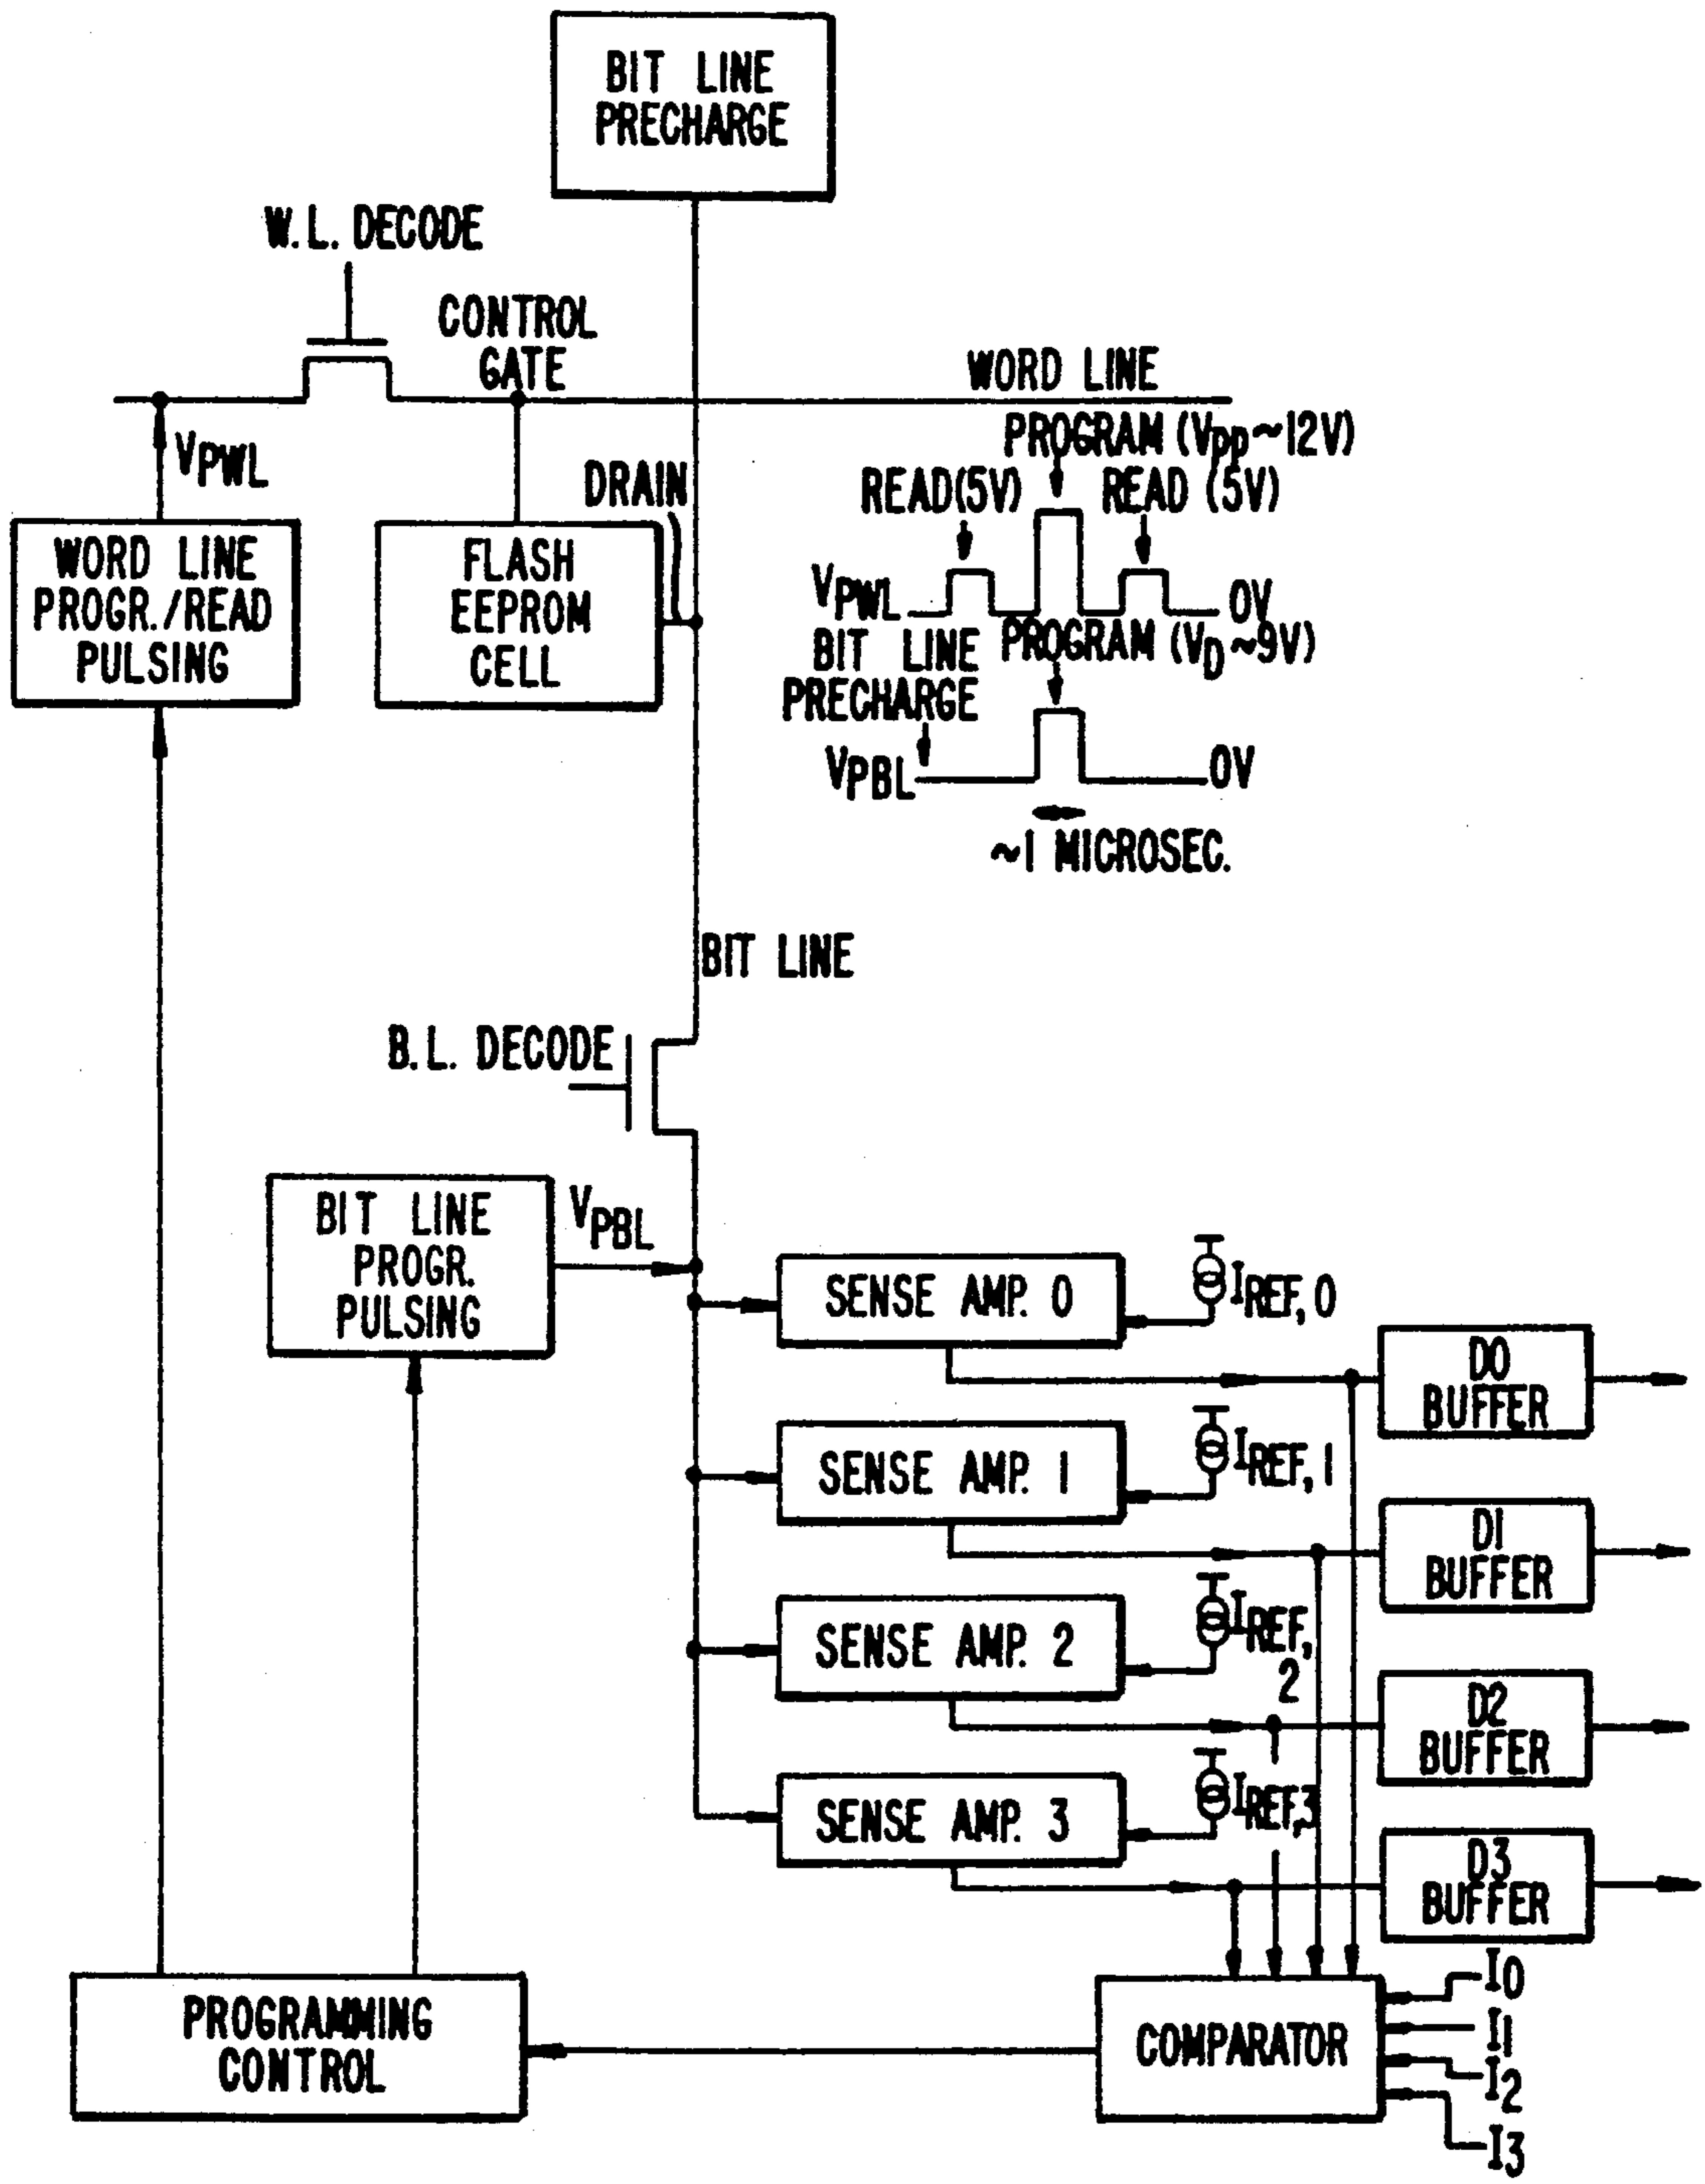 BIT LINE
PRECHARGE
W.L. DECODE
CONTROL
GATE
WORD LINE
VPWL
DRAIN
PROGRAM (VPP~12V)
READ(5V)
READ (5V)
WORD LINE
PROGR./READ
PULSING
FLASH
EEPROM
CELL
VPWL
0V
BIT LINE
PRECHARGE
PROGRAM (VD~9V)
VPBL
0V
~1 MICROSEC.
BIT LINE
B.L. DECODE
BIT LINE
PROGR.
PULSING
VPBL
SENSE AMP. 0
IREF,0
D0
BUFFER
SENSE AMP. 1
IREF,1
D1
BUFFER
SENSE AMP. 2
IREF,
2
D2
BUFFER
SENSE AMP. 3
IREF,3
D3
BUFFER
PROGRAMMING
CONTROL
COMPARATOR
I0
I1
I2
I3